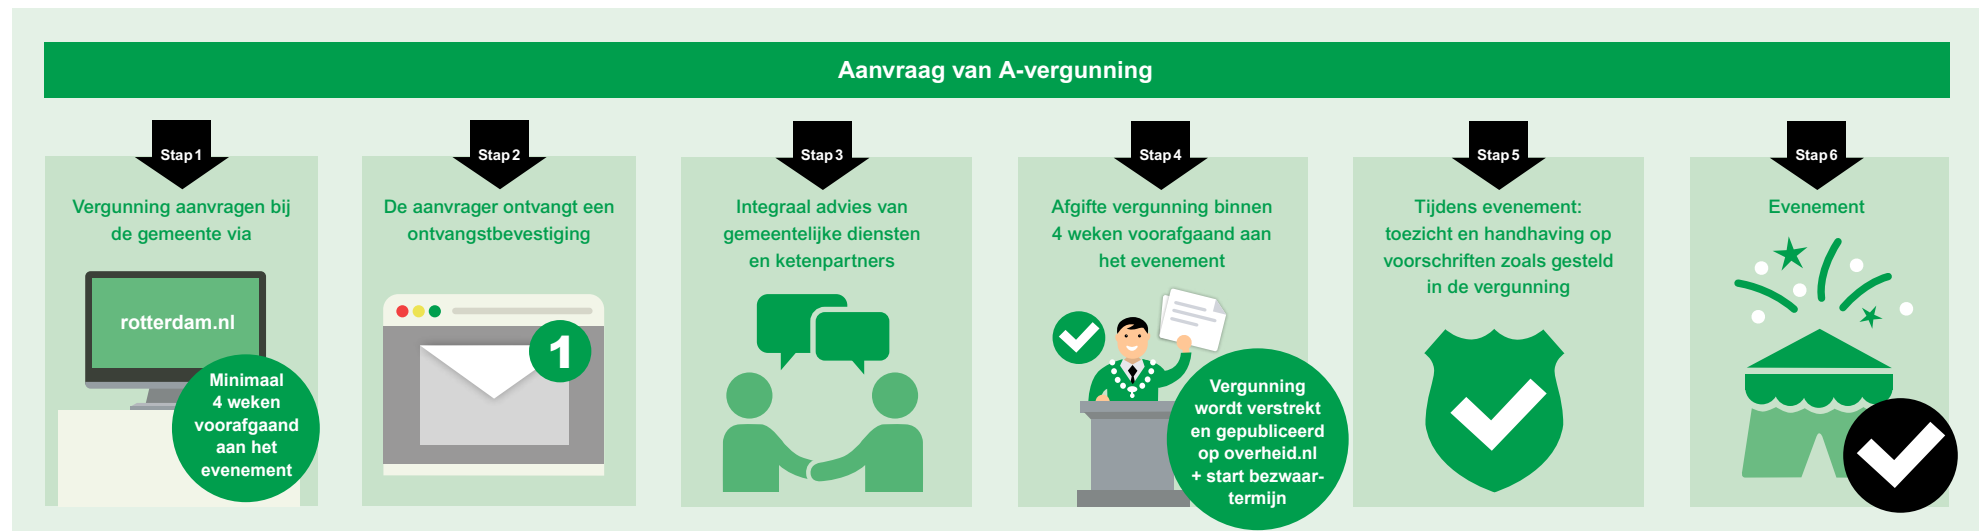 Aanvraag van A-vergunning
Stap 1
Vergunning aanvragen bij
de gemeente via
rotterdam.nl
Minimaal
4 weken
voorafgaand
aan het
evenement
Stap 2
De aanvrager ontvangt een
ontvangstbevestiging
1
Stap 3
Integraal advies van
gemeentelijke diensten
en ketenpartners
Stap 4
Afgifte vergunning binnen
4 weken voorafgaand aan
het evenement
Vergunning
wordt verstrekt
en gepubliceerd
op overheid.nl
+ start bezwaar-
termijn
Stap 5
Tijdens evenement:
toezicht en handhaving op
voorschriften zoals gesteld
in de vergunning
Stap 6
Evenement